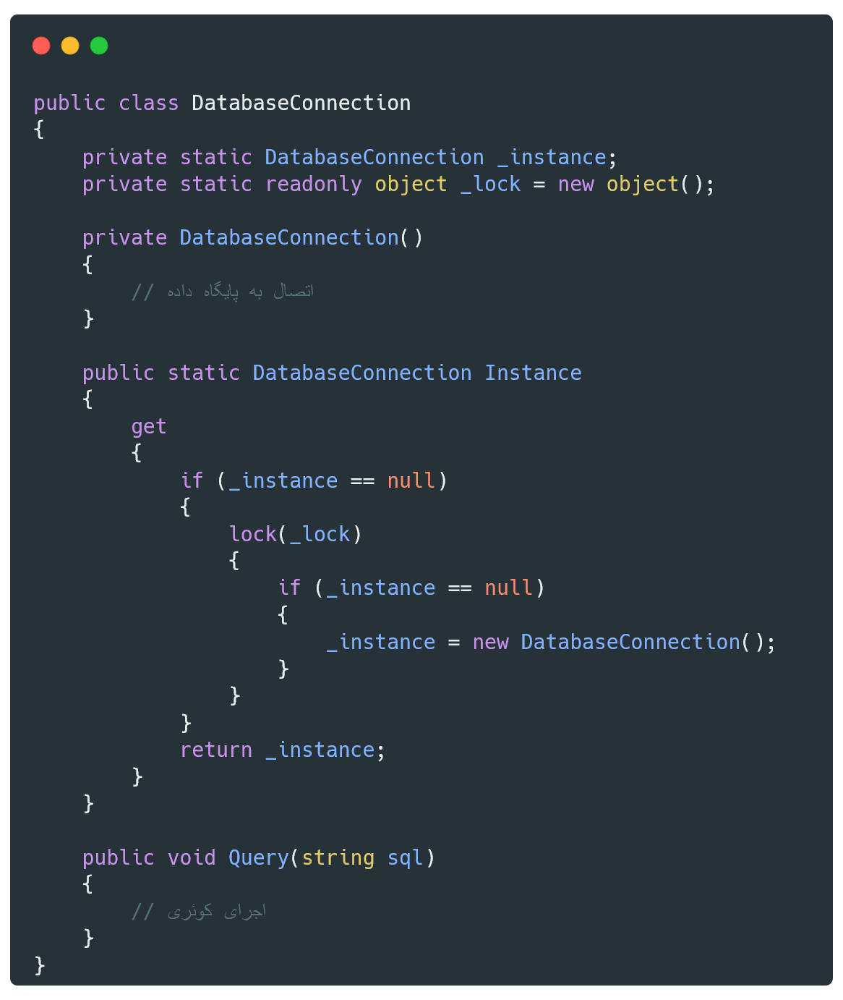 public class DatabaseConnection
{
    private static DatabaseConnection _instance;
    private static readonly object _lock = new object();

    private DatabaseConnection()
    {
        // اتصال به پایگاه داده
    }

    public static DatabaseConnection Instance
    {
        get
        {
            if (_instance == null)
            {
                lock(_lock)
                {
                    if (_instance == null)
                    {
                        _instance = new DatabaseConnection();
                    }
                }
            }
            return _instance;
        }
    }

    public void Query(string sql)
    {
        // اجرای کوئری
    }
}